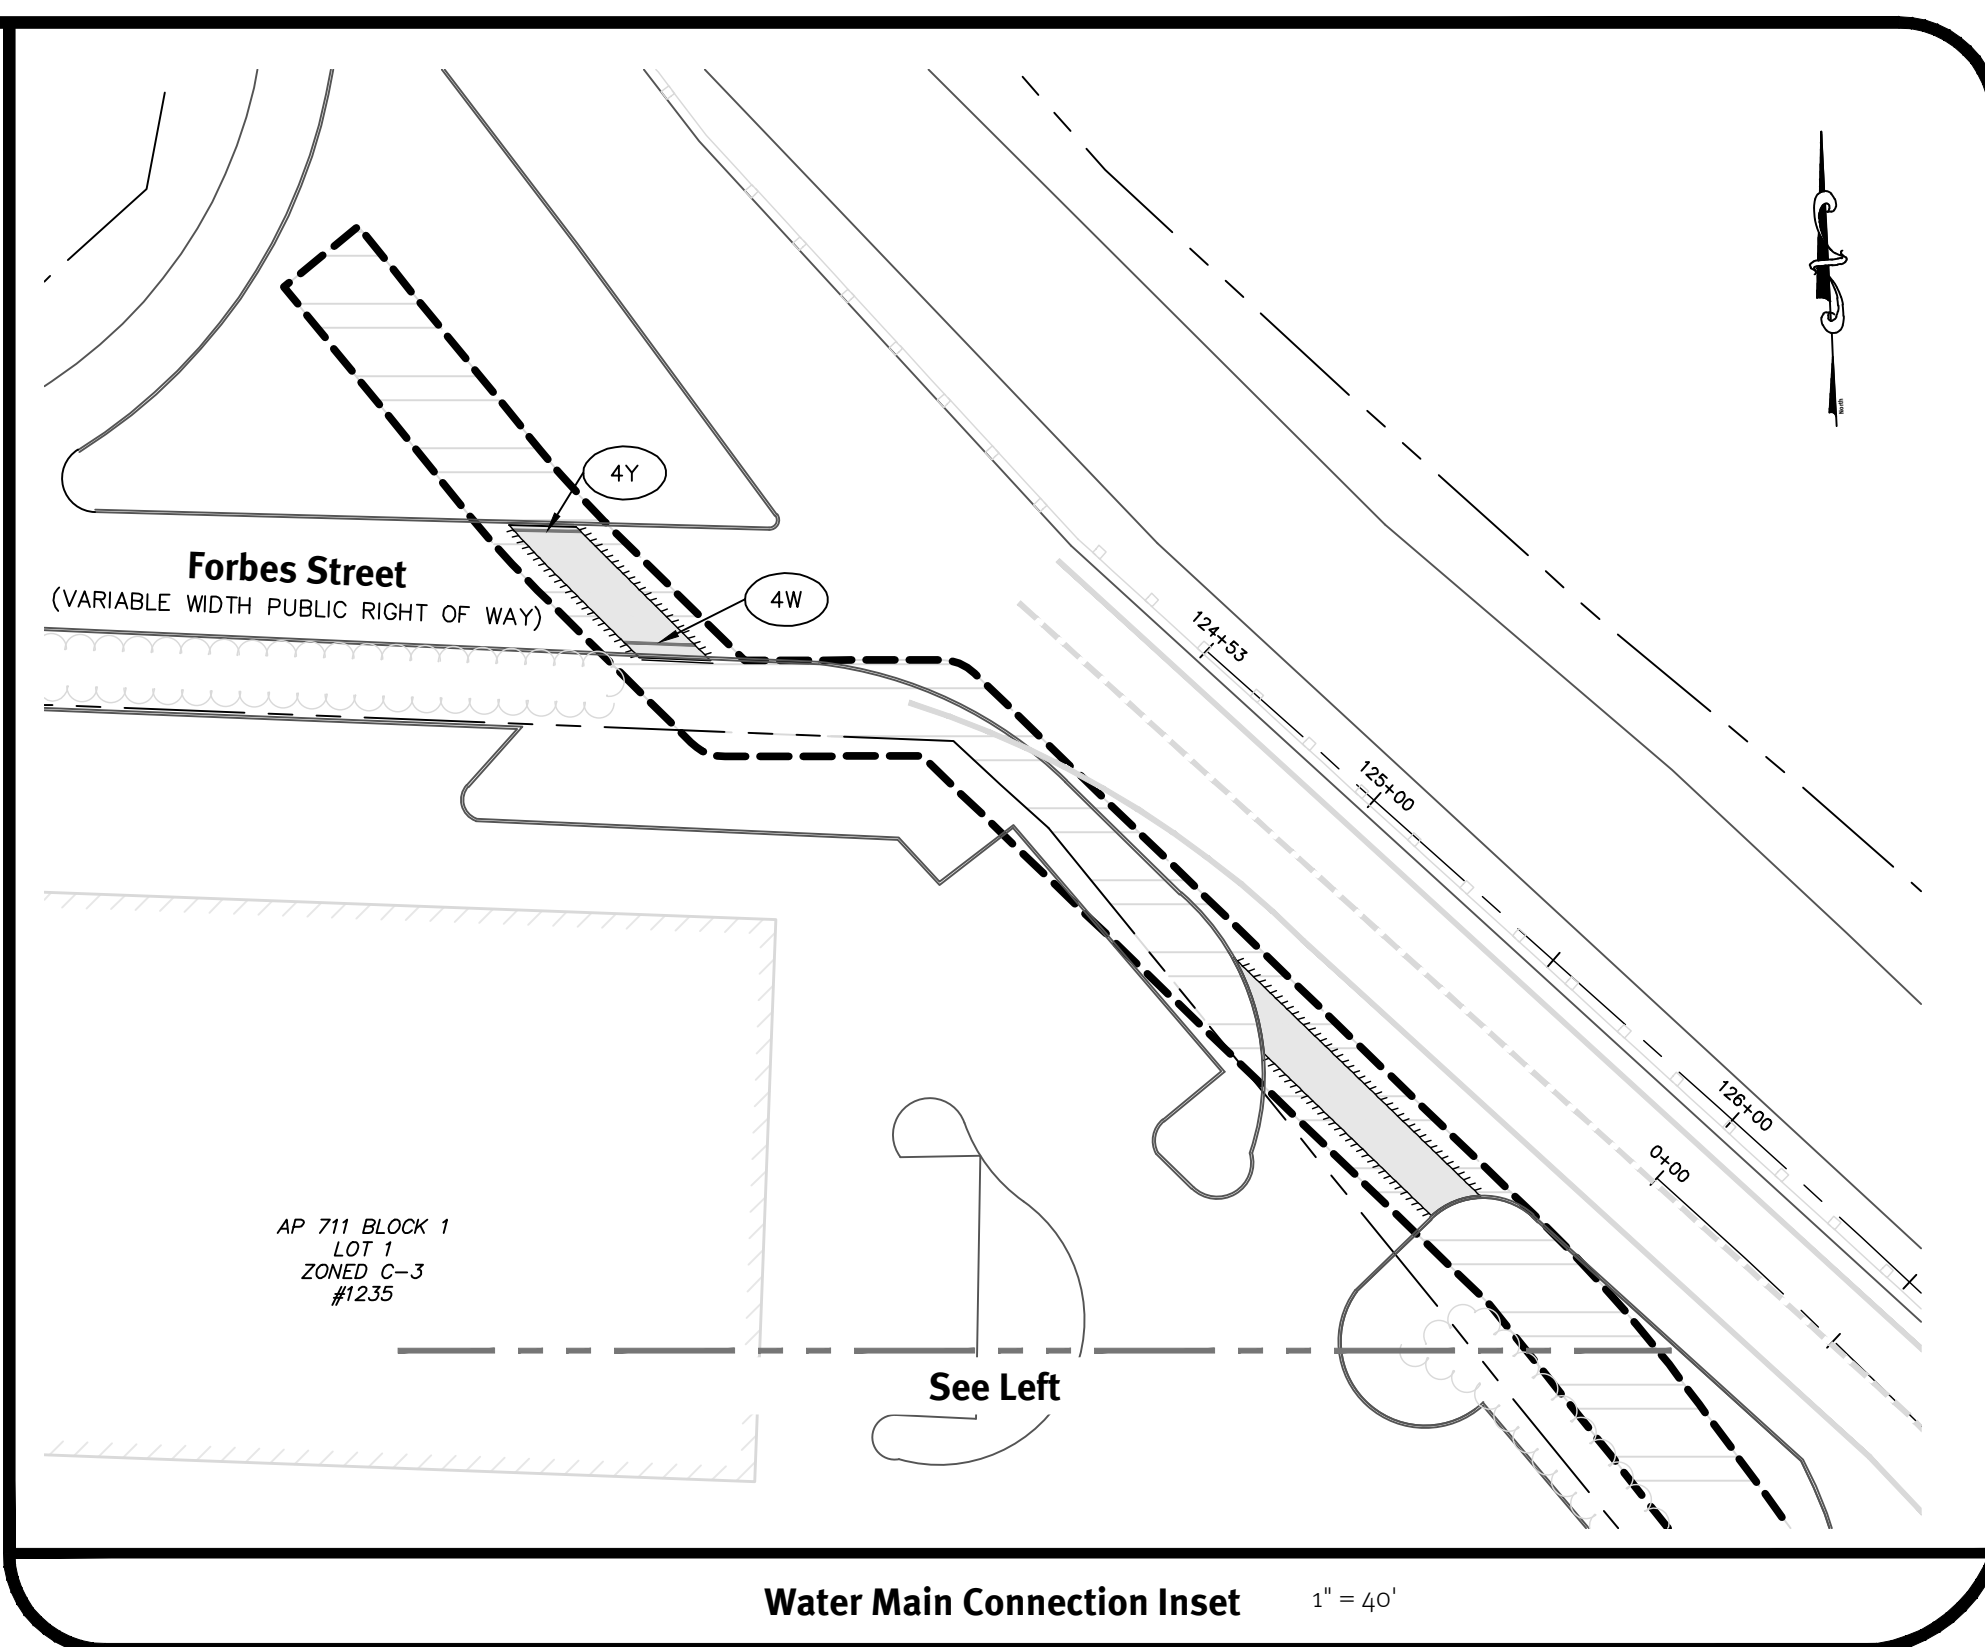 North
4Y
Forbes Street
(VARIABLE WIDTH PUBLIC RIGHT OF WAY)
4W
124+53
125+00
126+00
0+00
AP 711 BLOCK 1
LOT 1
ZONED C-3
#1235
See Left
Water Main Connection Inset 1" = 40'